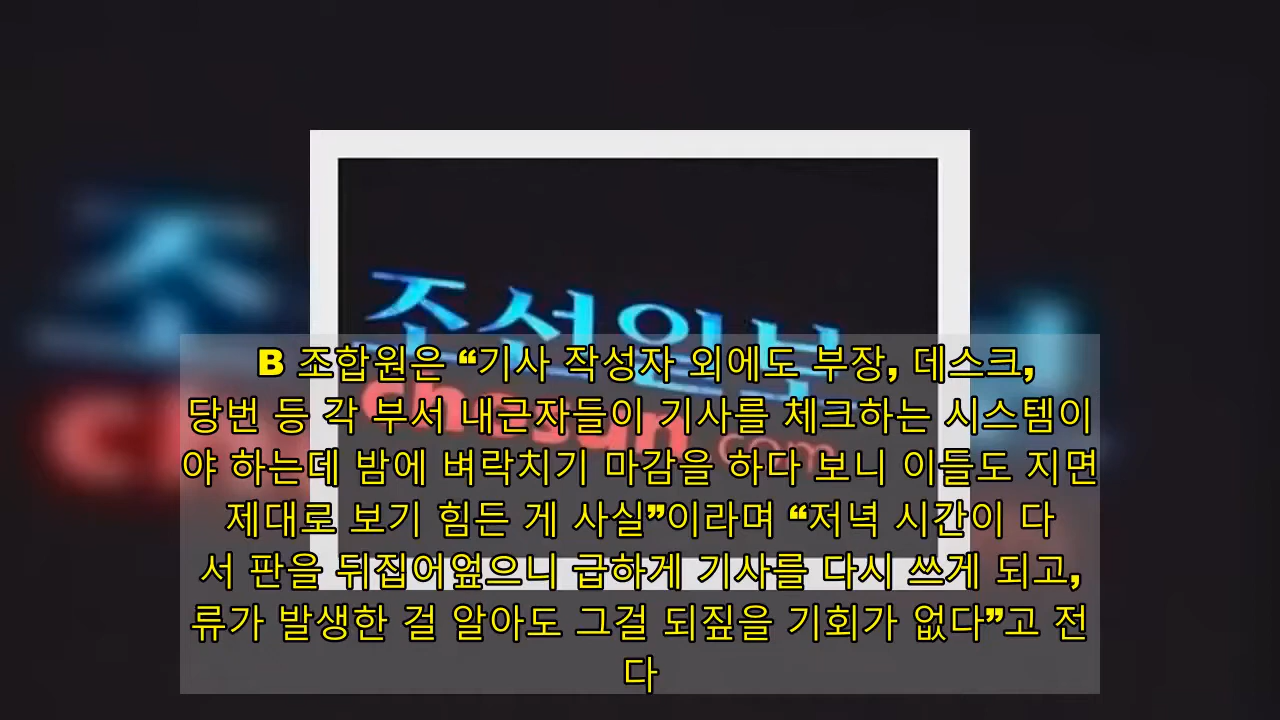 조선일보
chosun.com
B 조합원은 “기사 작성자 외에도 부장, 데스크,
당번 등 각 부서 내근자들이 기사를 체크하는 시스템이
야 하는데 밤에 벼락치기 마감을 하다 보니 이들도 지면
제대로 보기 힘든 게 사실”이라며 “저녁 시간이 다
서 판을 뒤집어엎으니 급하게 기사를 다시 쓰게 되고,
류가 발생한 걸 알아도 그걸 되짚을 기회가 없다”고 전
다